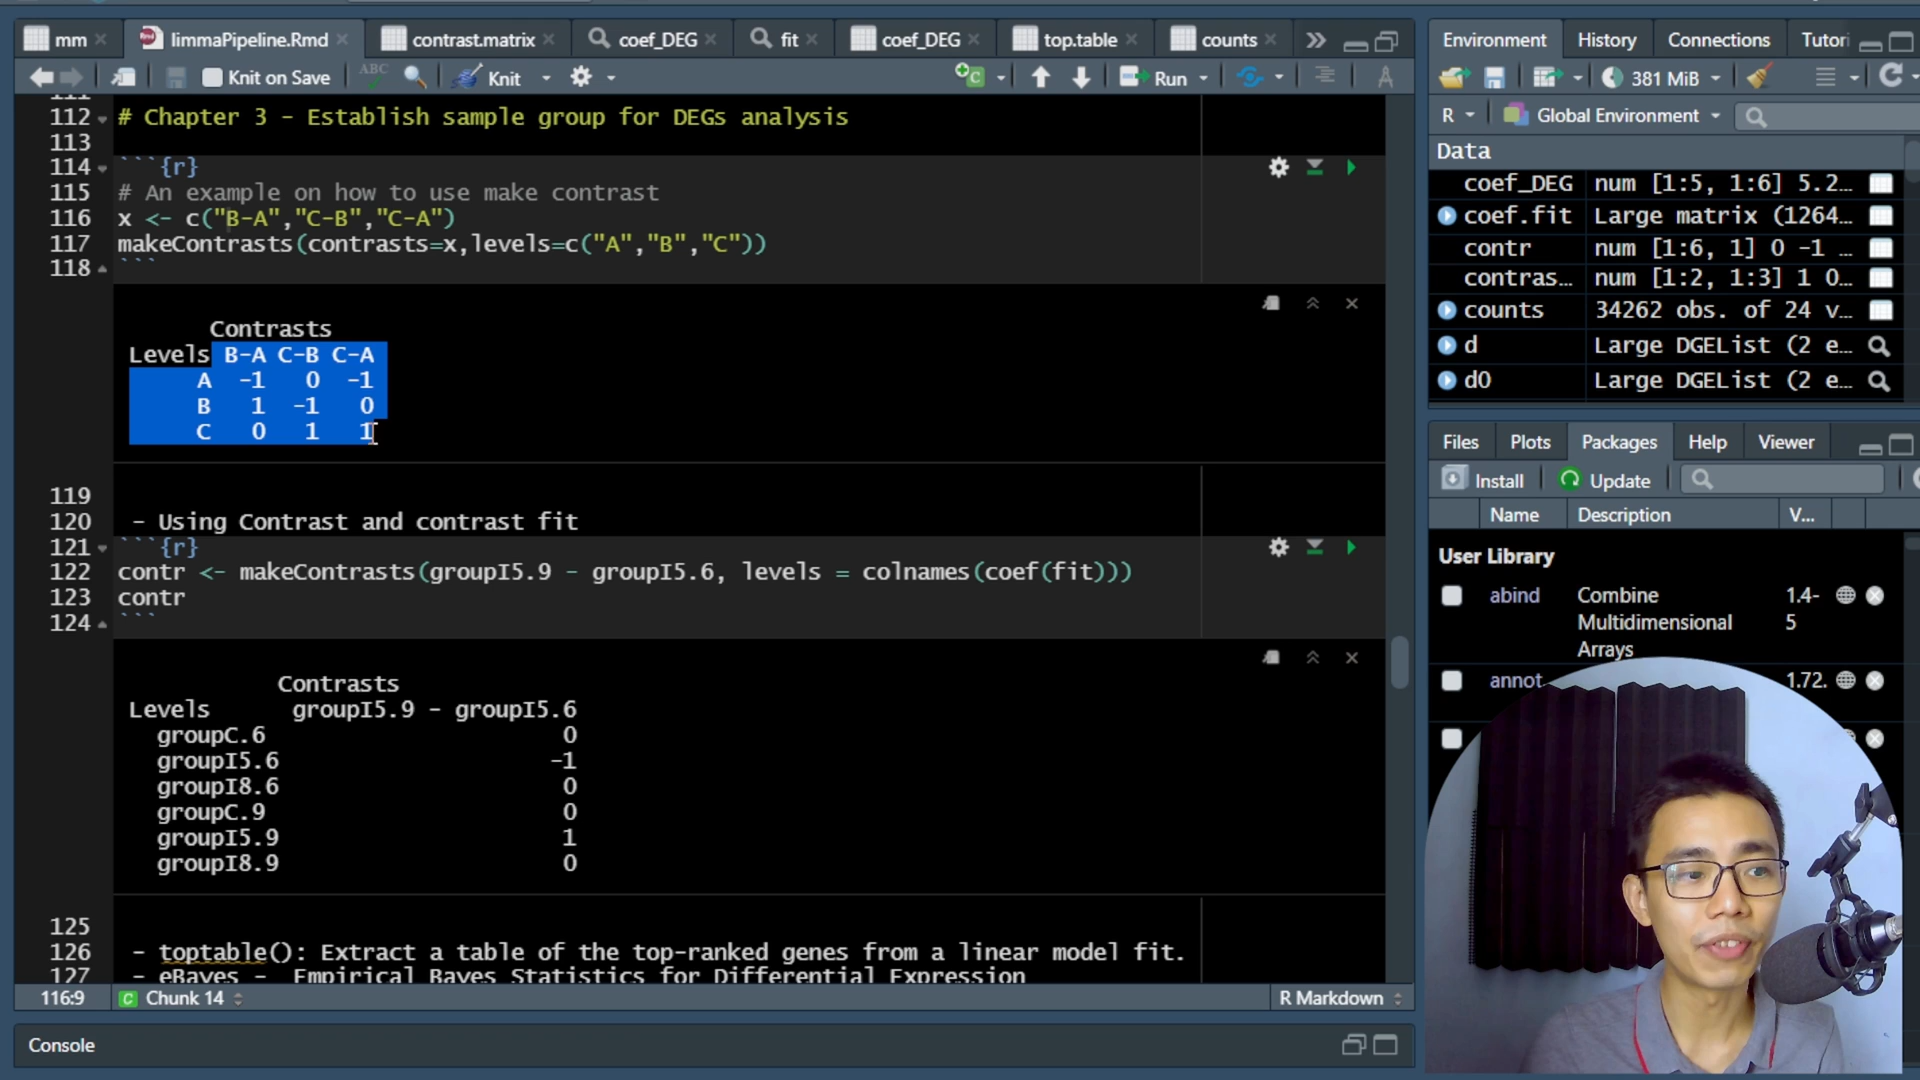 mm
limmaPipeline.Rmd
contrast.matrix
coef_DEG
fit
coef_DEG
top.table
counts
Knit on Save
ABC
Knit
Run
112 # Chapter 3 - Establish sample group for DEGs analysis
113
114 ```{r}
115 # An example on how to use make contrast
116 x <- c("B-A","C-B","C-A")
117 makeContrasts(contrasts=x,levels=c("A","B","C"))
118 ```
Contrasts
Levels B-A C-B C-A
A -1 0 -1
B 1 -1 0
C 0 1 1
119
120 - Using Contrast and contrast fit
121 ```{r}
122 contr <- makeContrasts(groupI5.9 - groupI5.6, levels = colnames(coef(fit)))
123 contr
124 ```
Contrasts
Levels groupI5.9 - groupI5.6
groupC.6 0
groupI5.6 -1
groupI8.6 0
groupC.9 0
groupI5.9 1
groupI8.9 0
125
126 - toptable(): Extract a table of the top-ranked genes from a linear model fit.
127 - eBayes - Empirical Bayes Statistics for Differential Expression
116:9
C Chunk 14
R Markdown
Console
Environment
History
Connections
Tutori
381 MiB
R
Global Environment
Data
coef_DEG num [1:5, 1:6] 5.2…
coef.fit Large matrix (1264…
contr num [1:6, 1] 0 -1 …
contras… num [1:2, 1:3] 1 0…
counts 34262 obs. of 24 v…
d Large DGEList (2 e…
d0 Large DGEList (2 e…
Files
Plots
Packages
Help
Viewer
Install
Update
Name
Description
V...
User Library
abind
Combine
Multidimensional
Arrays
1.4-
5
annot
1.72.